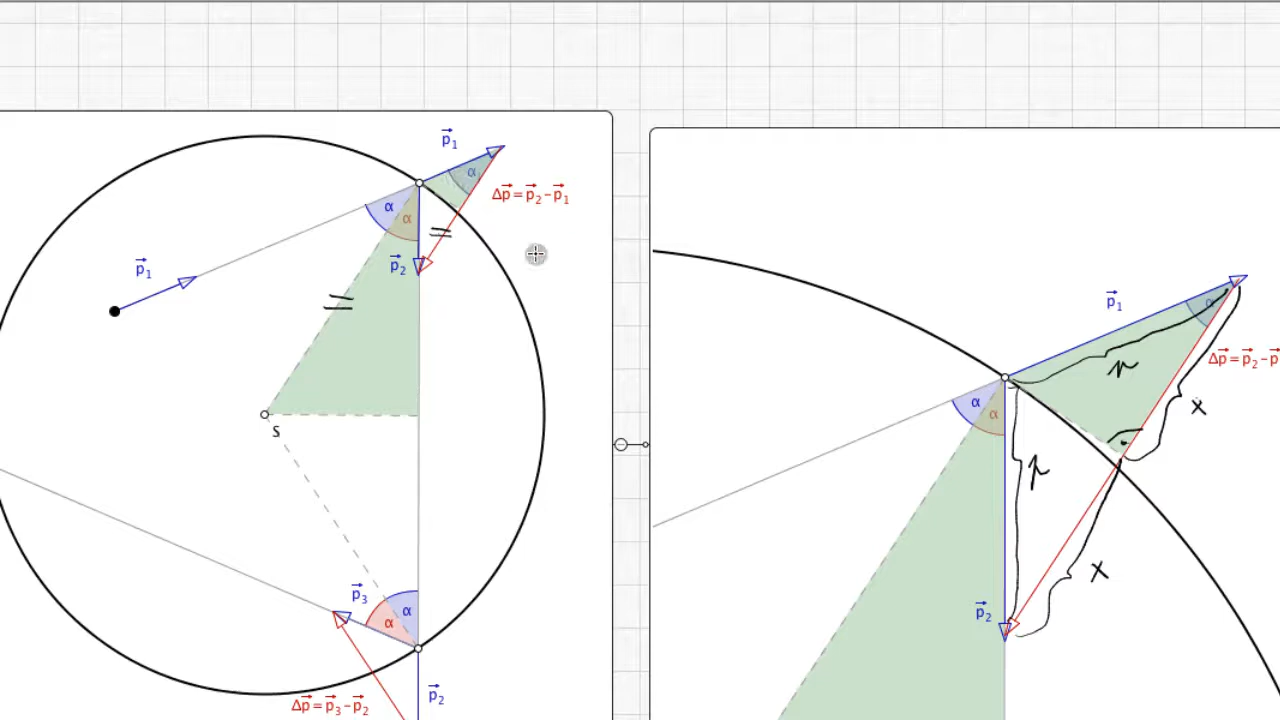 p₁
α
Δp = p₂ - p₁
α
α
=
p₂
p₁
=
S
p₃
α
α
p₂
Δp = p₃ - p₂
p₁
α
Δp = p₂ - p
p
x
α
α
p
x
p₂